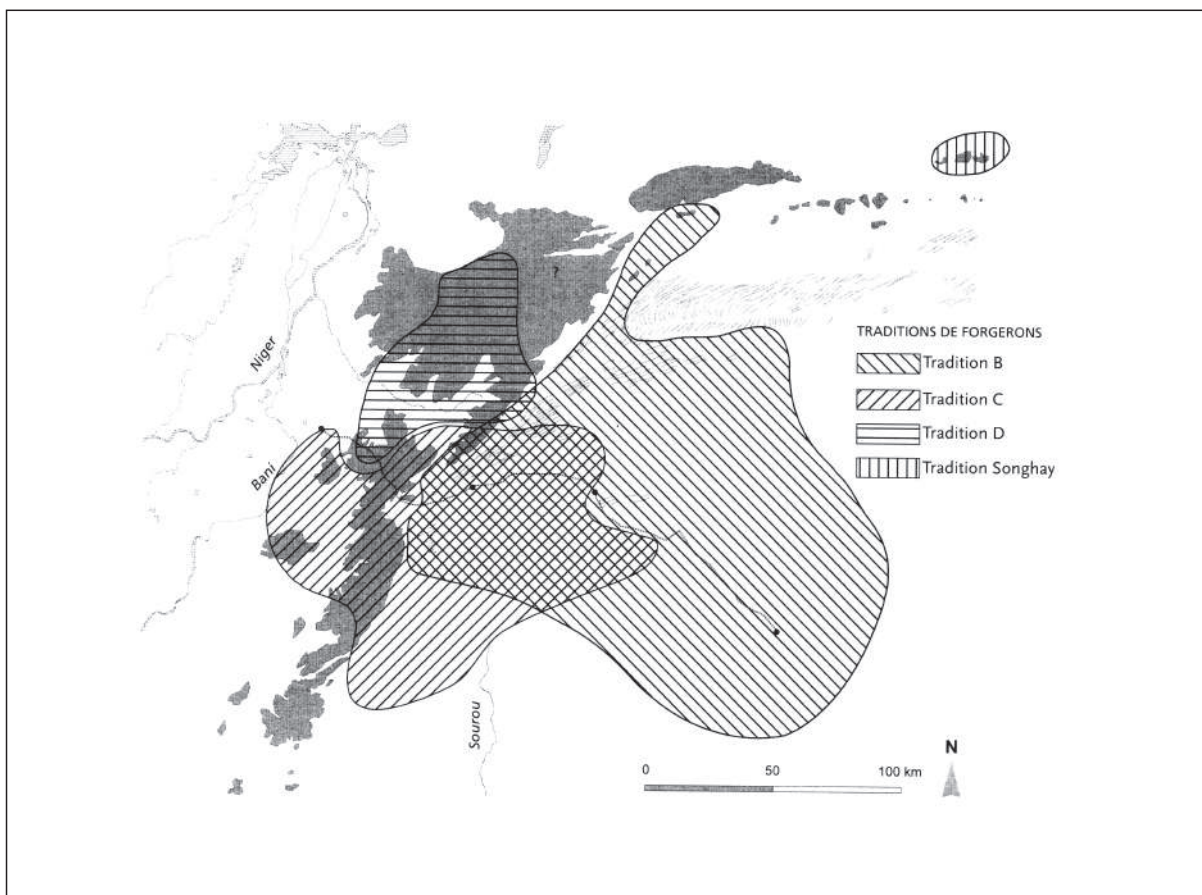 ?
Niger
Bani
Sourou
TRADITIONS DE FORGERONS
Tradition B
Tradition C
Tradition D
Tradition Songhay
N
0 50 100 km